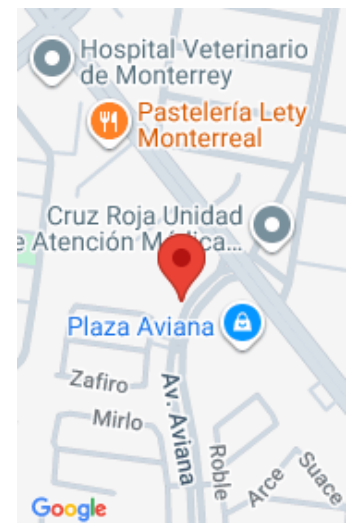 Hospital Veterinario
de Monterrey
Pastelería Lety
Monterreal
Cruz Roja Unidad
e Atención Médica...
Plaza Aviana
Zafiro
Mirlo
Av. Aviana
Roble
Arce
Suace
Google